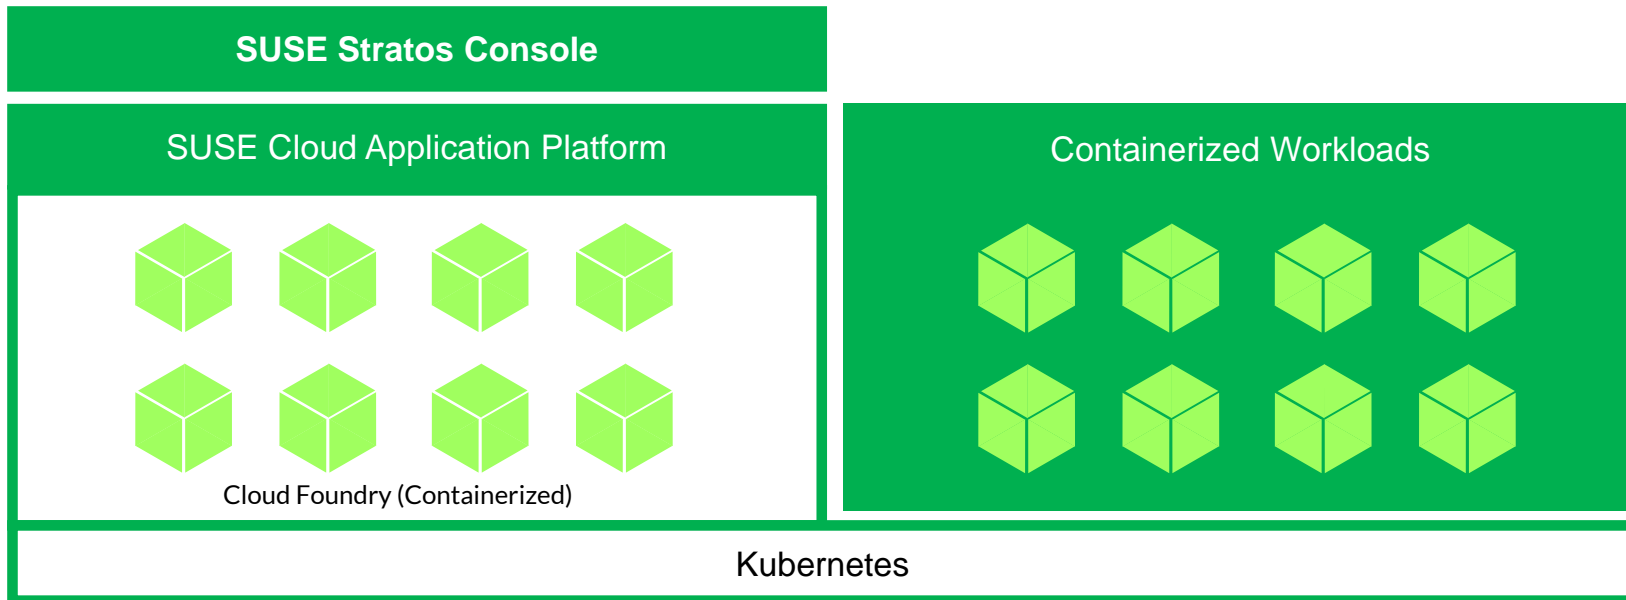 SUSE Stratos Console
SUSE Cloud Application Platform
Containerized Workloads
Cloud Foundry (Containerized)
Kubernetes